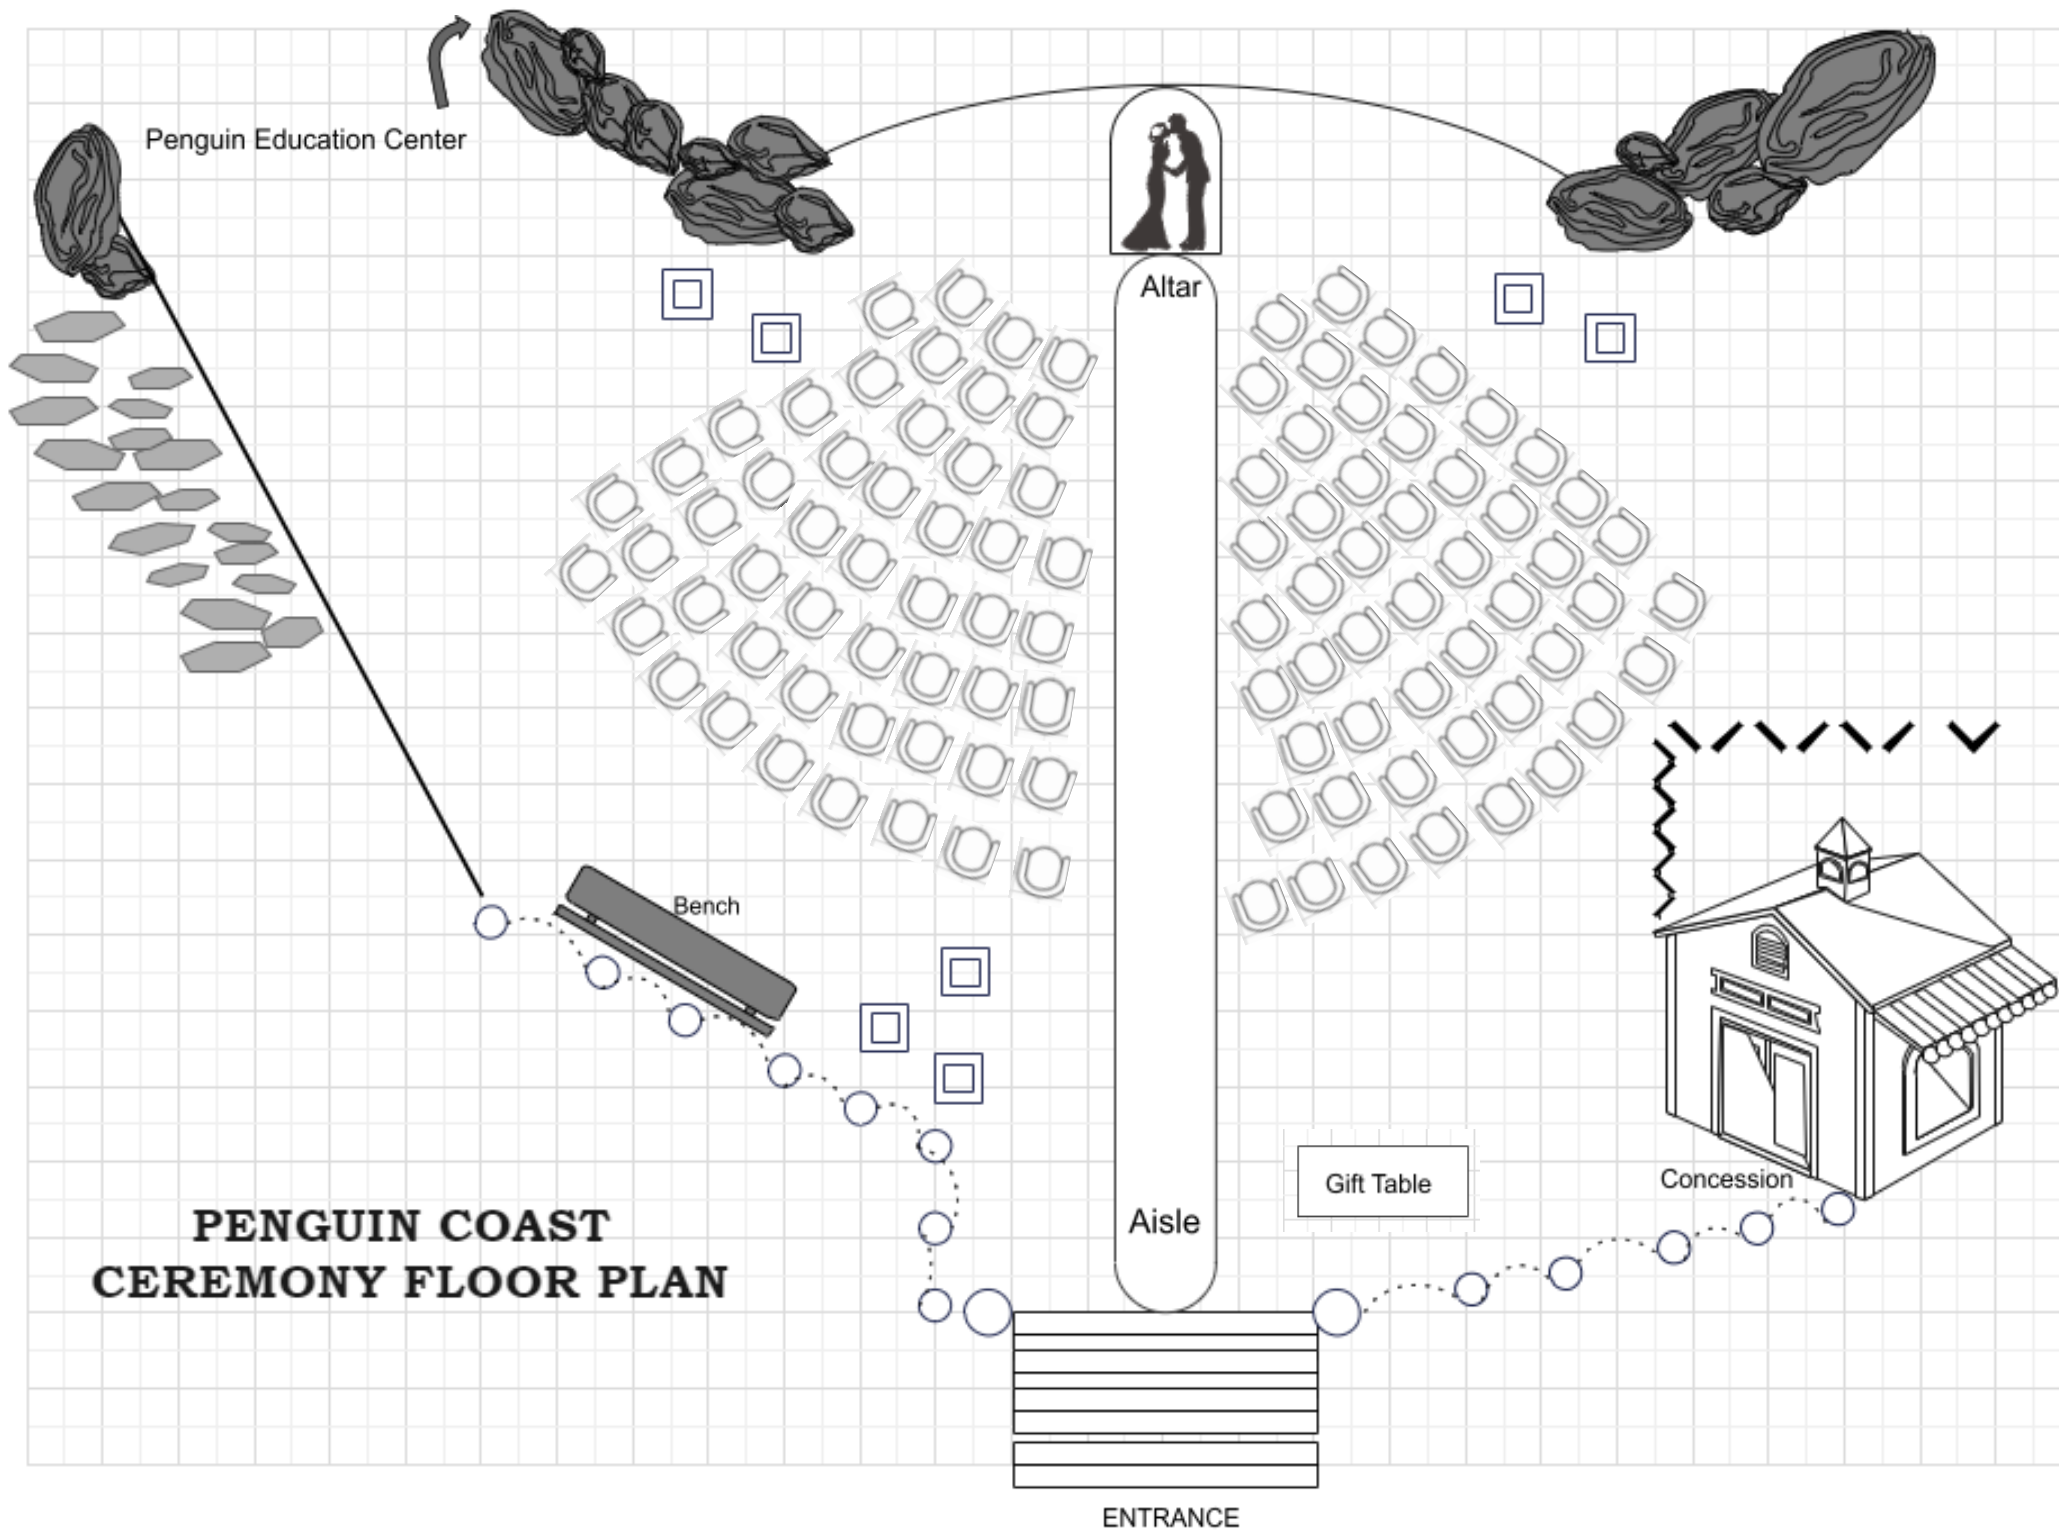 Penguin Education Center
Altar
Bench
Gift Table
Concession
Aisle
PENGUIN COAST
CEREMONY FLOOR PLAN
ENTRANCE